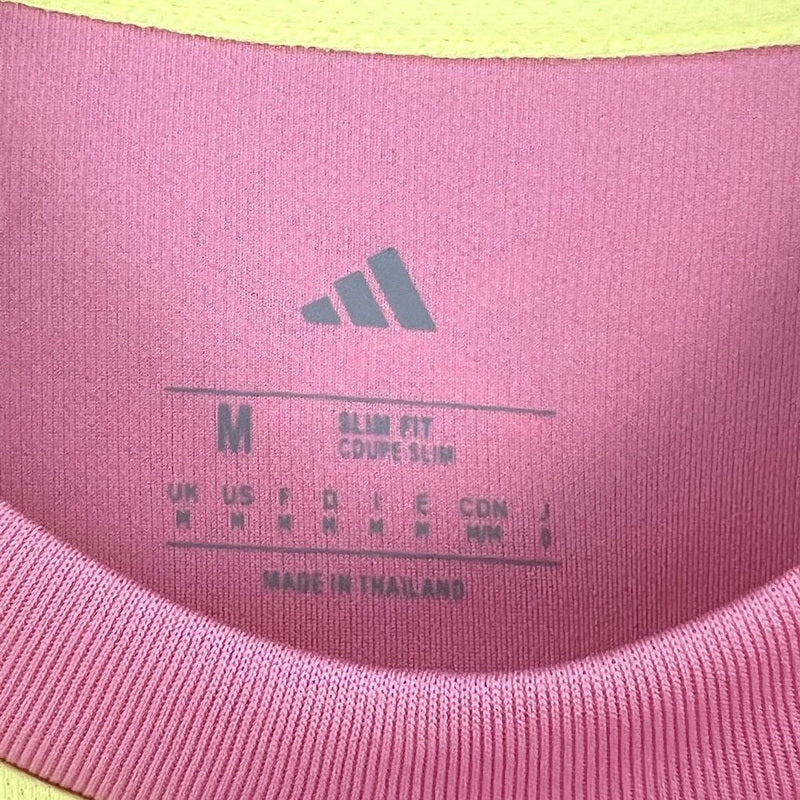 M
SLIM FIT
COUPE SLIM
UK US F D I E CDN J
M M M M M M M/M O
MADE IN THAILAND